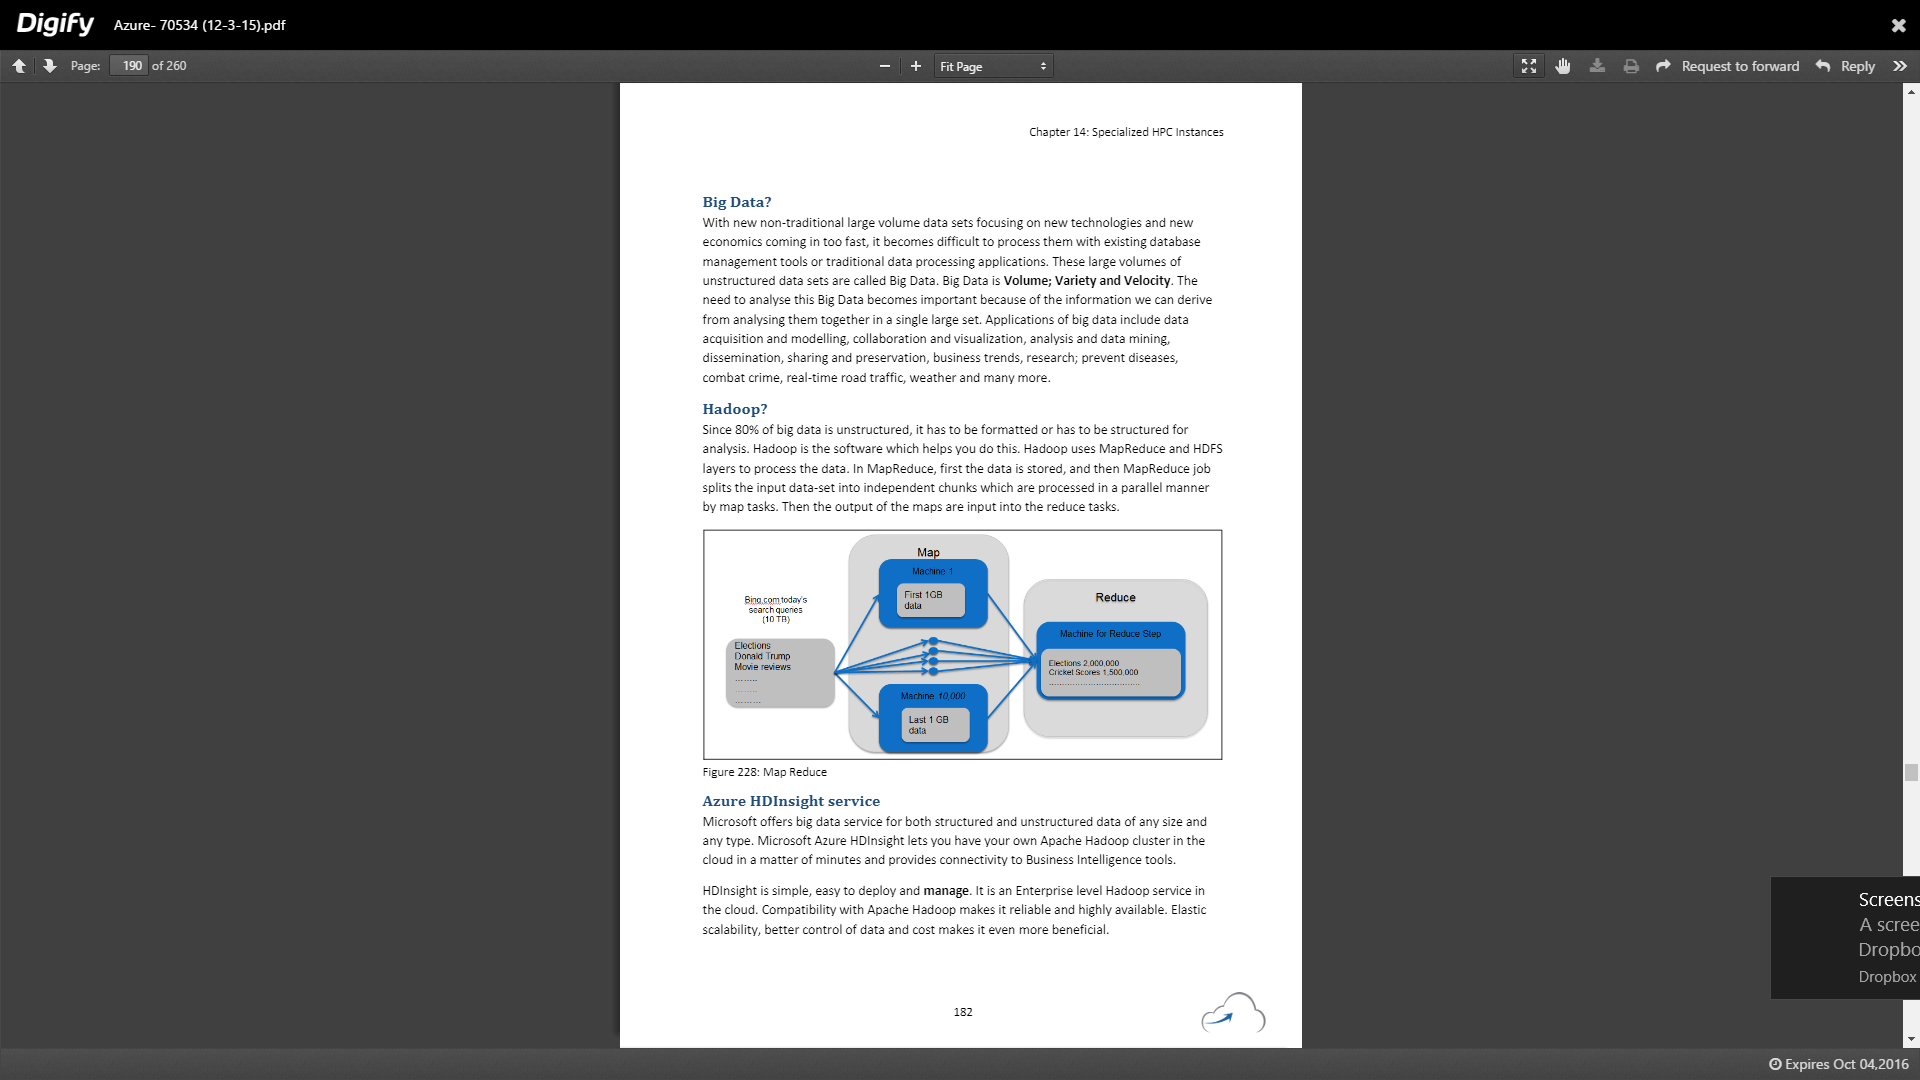 Digify Azure- 70534 (12-3-15).pdf
Page: 190 of 260 Fit Page Request to forward Reply
Chapter 14: Specialized HPC Instances
Big Data?
With new non-traditional large volume data sets focusing on new technologies and new
economics coming in too fast, it becomes difficult to process them with existing database
management tools or traditional data processing applications. These large volumes of
unstructured data sets are called Big Data. Big Data is Volume; Variety and Velocity. The
need to analyse this Big Data becomes important because of the information we can derive
from analysing them together in a single large set. Applications of big data include data
acquisition and modelling, collaboration and visualization, analysis and data mining,
dissemination, sharing and preservation, business trends, research; prevent diseases,
combat crime, real-time road traffic, weather and many more.
Hadoop?
Since 80% of big data is unstructured, it has to be formatted or has to be structured for
analysis. Hadoop is the software which helps you do this. Hadoop uses MapReduce and HDFS
layers to process the data. In MapReduce, first the data is stored, and then MapReduce job
splits the input data-set into independent chunks which are processed in a parallel manner
by map tasks. Then the output of the maps are input into the reduce tasks.
Bing.com today's
search queries
(10 TB)
Elections
Donald Trump
Movie reviews
........
........
.........
Map
Machine 1
First 1GB
data
Machine 10,000
Last 1 GB
data
Reduce
Machine for Reduce Step
Elections 2,000,000
Cricket Scores 1,500,000
................................
Figure 228: Map Reduce
Azure HDInsight service
Microsoft offers big data service for both structured and unstructured data of any size and
any type. Microsoft Azure HDInsight lets you have your own Apache Hadoop cluster in the
cloud in a matter of minutes and provides connectivity to Business Intelligence tools.
HDInsight is simple, easy to deploy and manage. It is an Enterprise level Hadoop service in
the cloud. Compatibility with Apache Hadoop makes it reliable and highly available. Elastic
scalability, better control of data and cost makes it even more beneficial.
182
Screens
A scree
Dropbo
Dropbox
Expires Oct 04,2016